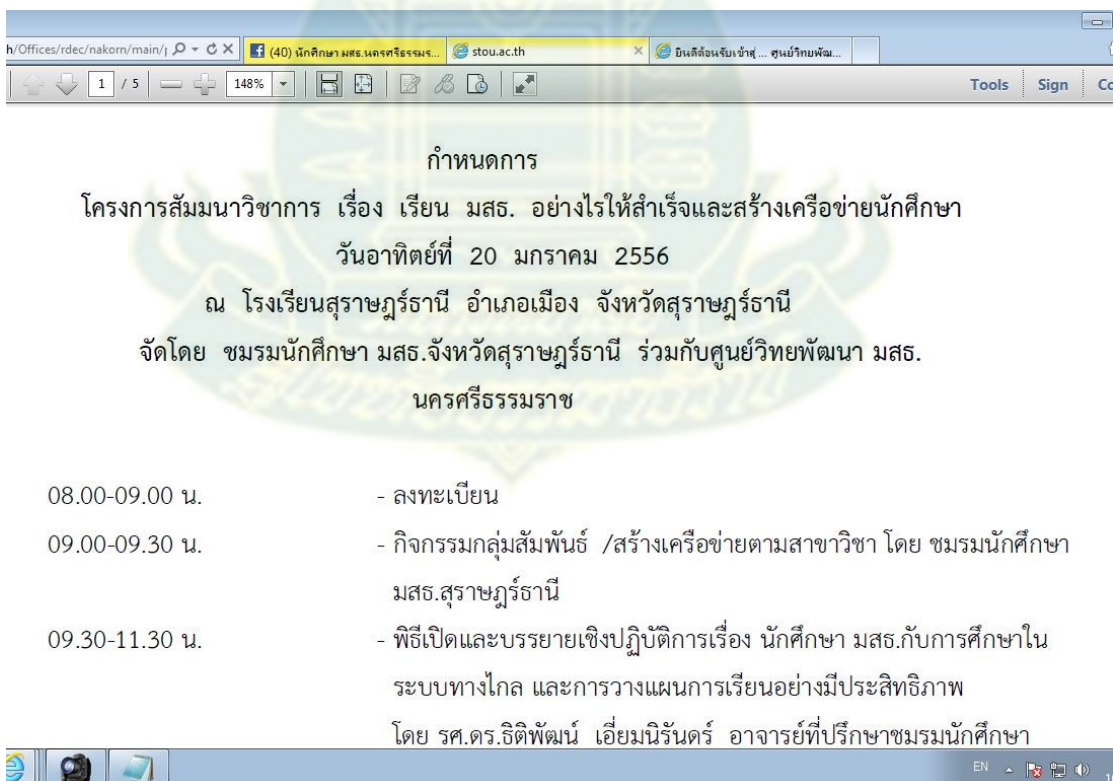 h/Offices/rdec/nakorn/main/ (40) นักศึกษา มสธ.นครศรีธรรมร... stou.ac.th ยินดีต้อนรับเข้าสู่ ... ศูนย์วิทยพัฒ...
1 / 5 148% Tools Sign
กำหนดการ
โครงการสัมมนาวิชาการ เรื่อง เรียน มสธ. อย่างไรให้สำเร็จและสร้างเครือข่ายนักศึกษา
วันอาทิตย์ที่ 20 มกราคม 2556
ณ โรงเรียนสุราษฎร์ธานี อำเภอเมือง จังหวัดสุราษฎร์ธานี
จัดโดย ชมรมนักศึกษา มสธ.จังหวัดสุราษฎร์ธานี ร่วมกับศูนย์วิทยพัฒนา มสธ.
นครศรีธรรมราช
08.00-09.00 น. - ลงทะเบียน
09.00-09.30 น. - กิจกรรมกลุ่มสัมพันธ์ /สร้างเครือข่ายตามสาขาวิชา โดย ชมรมนักศึกษา
มสธ.สุราษฎร์ธานี
09.30-11.30 น. - พิธีเปิดและบรรยายเชิงปฏิบัติการเรื่อง นักศึกษา มสธ.กับการศึกษาใน
ระบบทางไกล และการวางแผนการเรียนอย่างมีประสิทธิภาพ
โดย รศ.ดร.ธิติพัฒน์ เอี่ยมนิรันดร์ อาจารย์ที่ปรึกษาชมรมนักศึกษา
EN